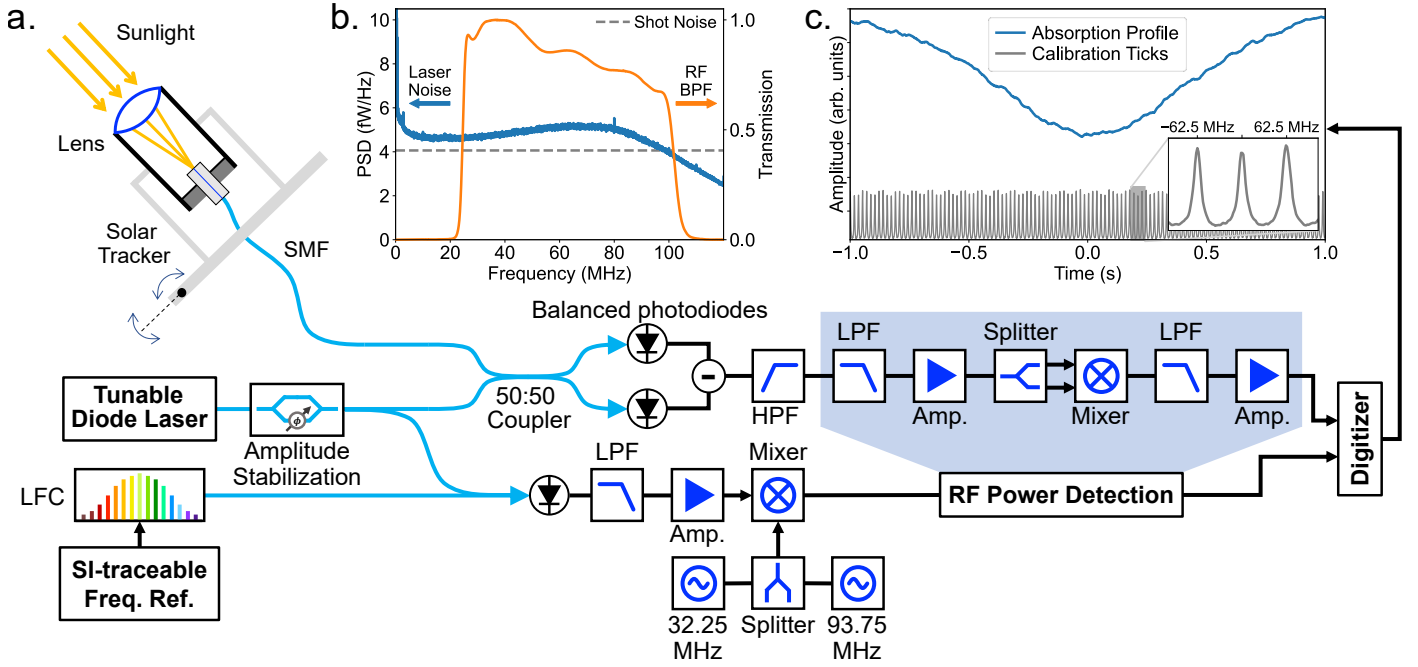 a.
Sunlight
Lens
Solar
Tracker
SMF
b.
10
8
6
4
2
0
PSD (fW/Hz)
0
20
40
60
80
100
Frequency (MHz)
1.0
0.5
0.0
Transmission
Shot Noise
Laser
Noise
RF
BPF
c.
Amplitude (arb. units)
Absorption Profile
Calibration Ticks
−62.5 MHz
62.5 MHz
−1.0
−0.5
0.0
0.5
1.0
Time (s)
Balanced photodiodes
Tunable
Diode Laser
ϕ
Amplitude
Stabilization
50:50
Coupler
HPF
LPF
Amp.
Splitter
Mixer
LPF
Amp.
Digitizer
LFC
SI-traceable
Freq. Ref.
LPF
Amp.
Mixer
RF Power Detection
32.25
MHz
Splitter
93.75
MHz